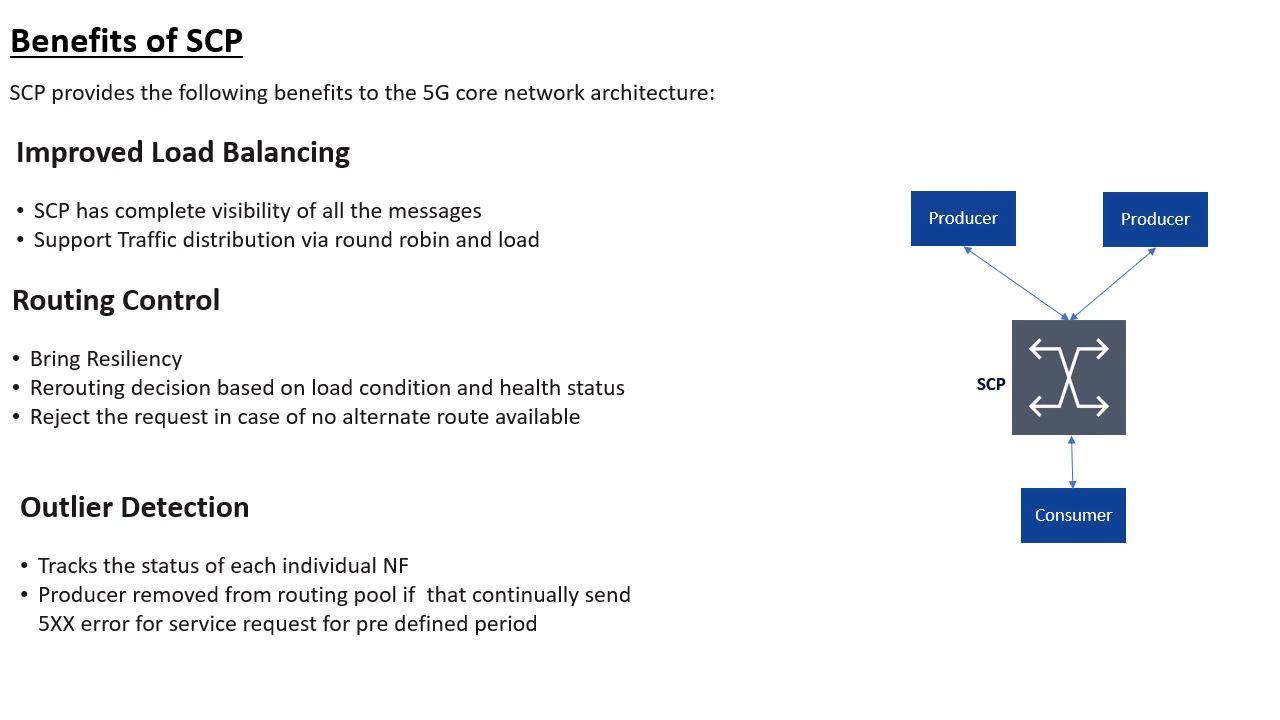 Benefits of SCP
SCP provides the following benefits to the 5G core network architecture:
Improved Load Balancing
• SCP has complete visibility of all the messages
• Support Traffic distribution via round robin and load
Routing Control
• Bring Resiliency
• Rerouting decision based on load condition and health status
• Reject the request in case of no alternate route available
Outlier Detection
• Tracks the status of each individual NF
• Producer removed from routing pool if  that continually send
5XX error for service request for pre defined period
Producer
Producer
SCP
Consumer